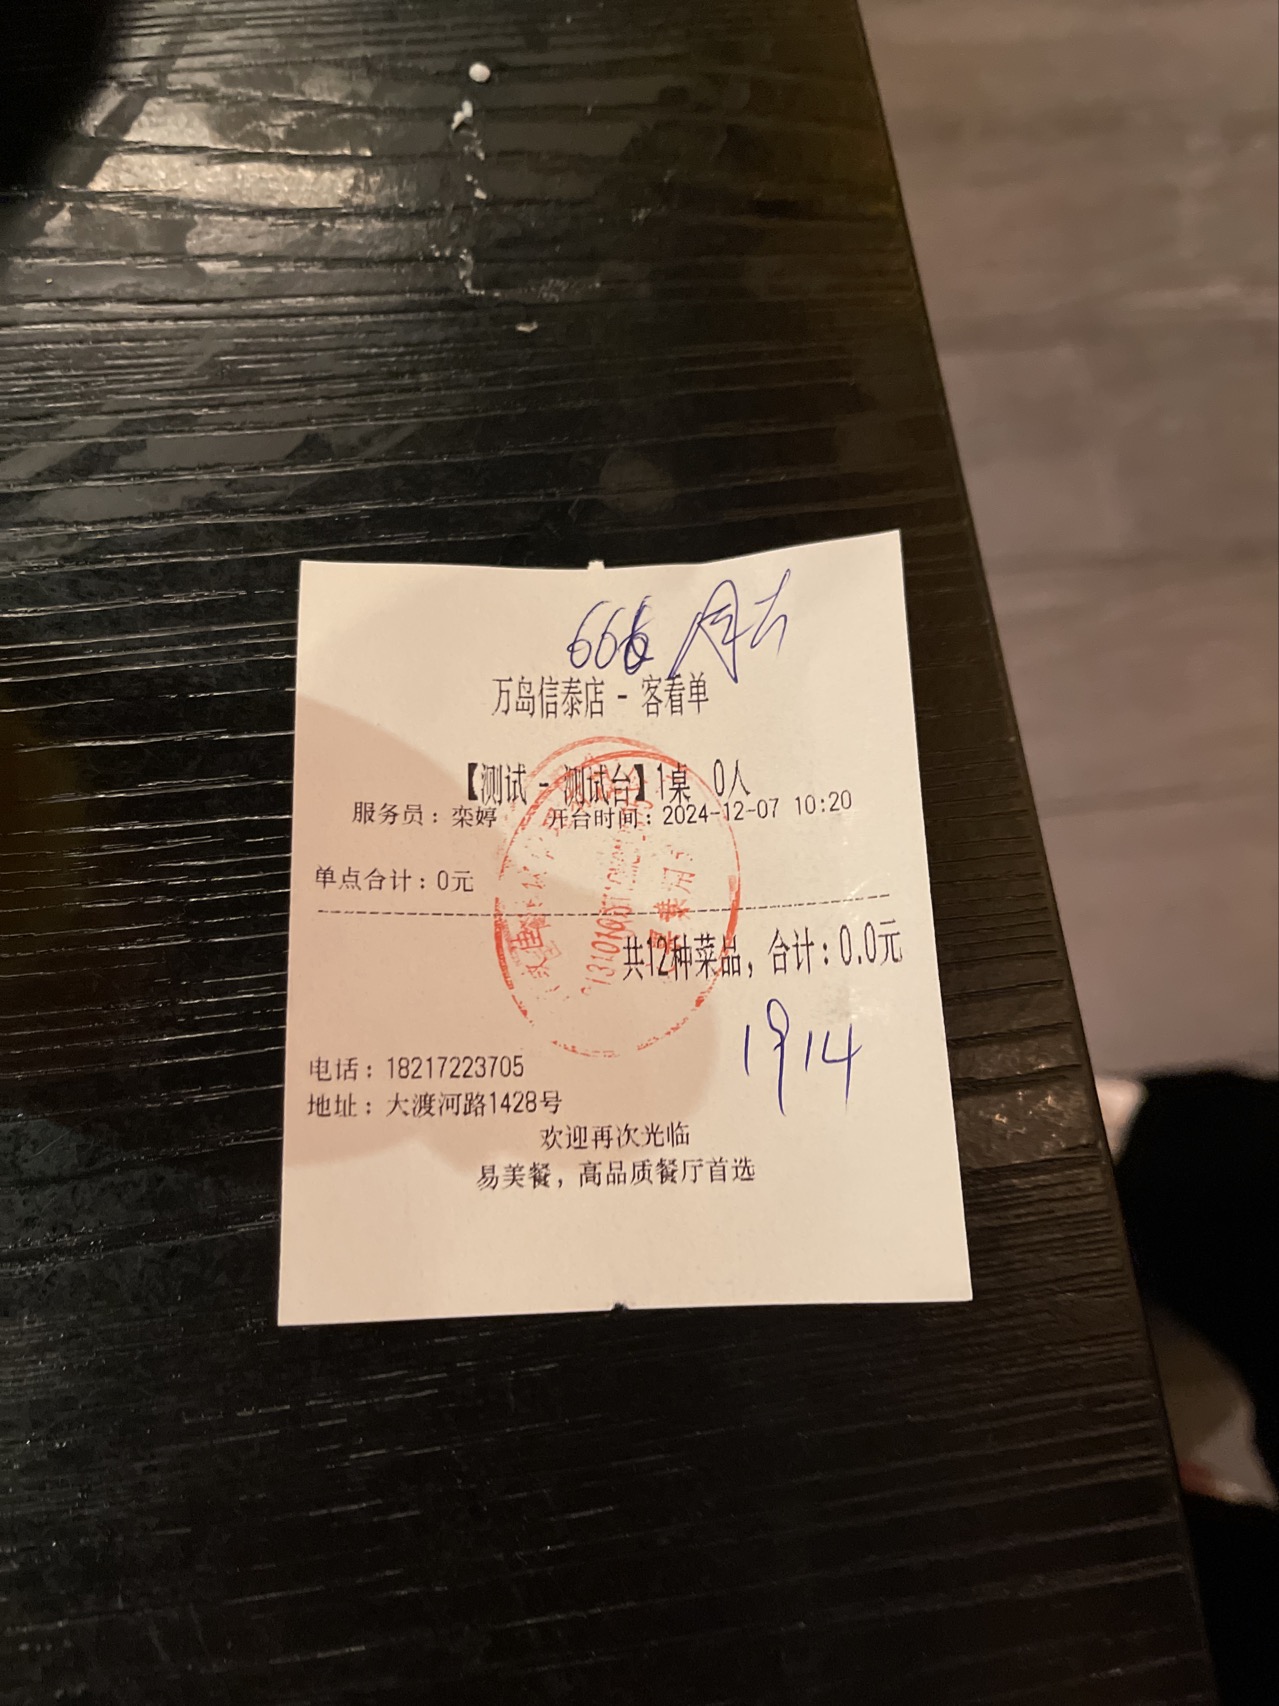 666 周六
万岛信泰店 - 客看单
【测试 - 测试台】1桌 0人
服务员：栾婷 开台时间：2024-12-07 10:20
单点合计：0元
共12种菜品，合计：0.0元
1914
电话：18217223705
地址：大渡河路1428号
欢迎再次光临
易美餐，高品质餐厅首选